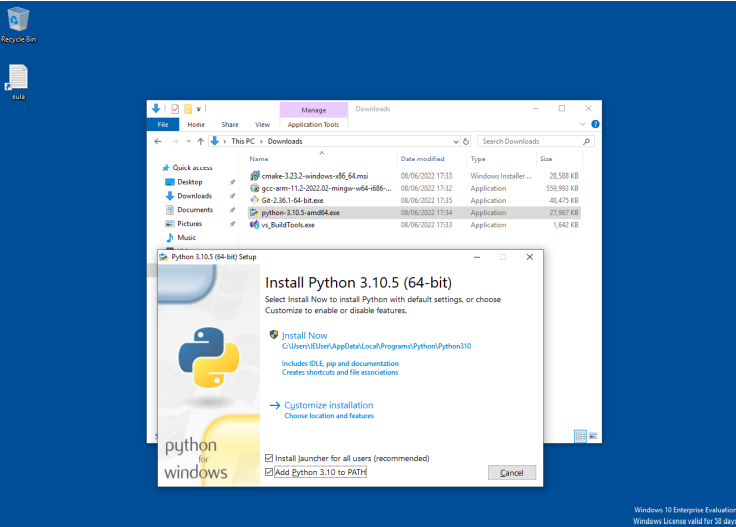 Recycle Bin
eula
Manage
Downloads
File
Home
Share
View
Application Tools
This PC
Downloads
Search Downloads
Name
Date modified
Type
Size
Quick access
Desktop
Downloads
Documents
Pictures
Music
cmake-3.23.2-windows-x86_64.msi 08/06/2022 17:33 Windows Installer ... 28,588 KB
gcc-arm-11.2-2022.02-mingw-w64-i686-... 08/06/2022 17:32 Application 559,993 KB
Git-2.36.1-64-bit.exe 08/06/2022 17:35 Application 48,475 KB
python-3.10.5-amd64.exe 08/06/2022 17:34 Application 27,967 KB
vs_BuildTools.exe 08/06/2022 17:33 Application 1,642 KB
Python 3.10.5 (64-bit) Setup
Install Python 3.10.5 (64-bit)
Select Install Now to install Python with default settings, or choose
Customize to enable or disable features.
Install Now
C:\Users\IEUser\AppData\Local\Programs\Python\Python310
Includes IDLE, pip and documentation
Creates shortcuts and file associations
Customize installation
Choose location and features
Install launcher for all users (recommended)
Add Python 3.10 to PATH
Cancel
python
for
windows
Windows 10 Enterprise Evaluation
Windows License valid for 58 days